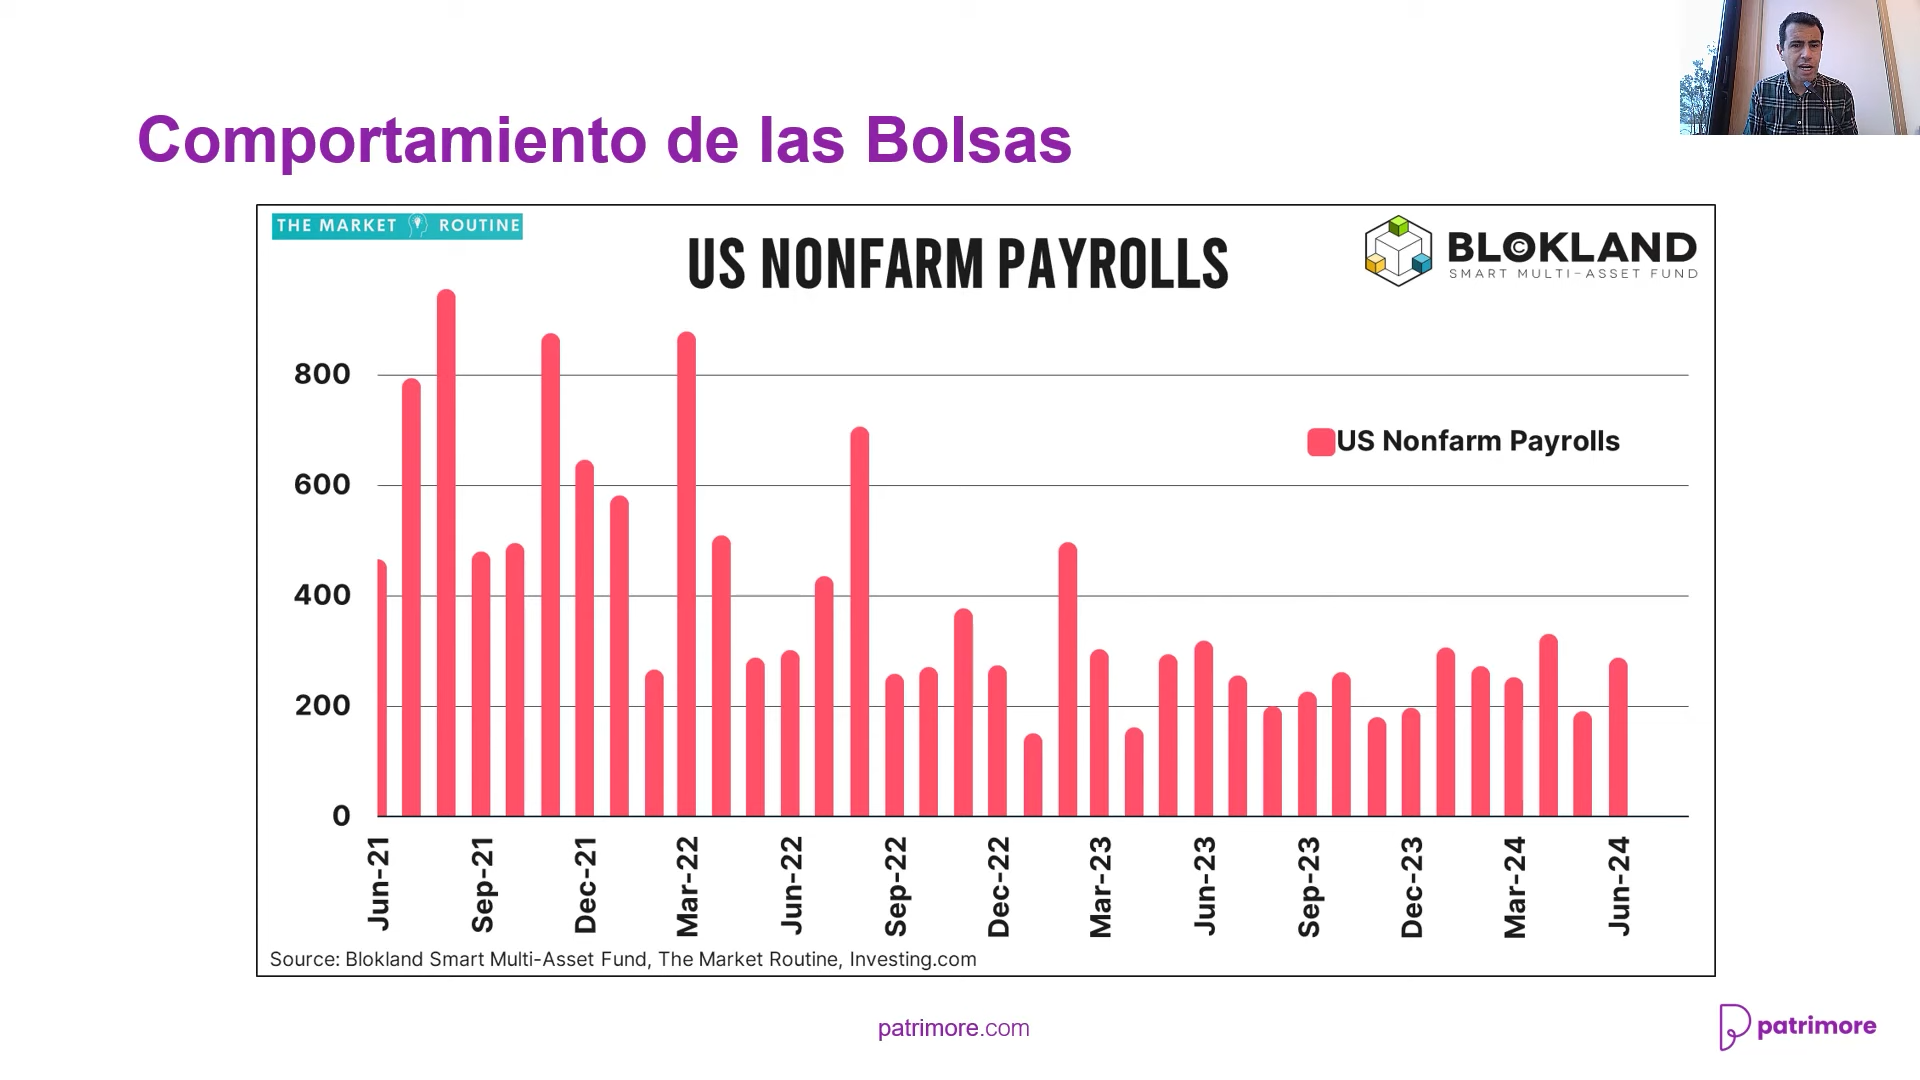 Comportamiento de las Bolsas
THE MARKET ROUTINE
US NONFARM PAYROLLS
BLOKLAND
SMART MULTI-ASSET FUND
800
600
400
200
0
US Nonfarm Payrolls
Jun-21
Sep-21
Dec-21
Mar-22
Jun-22
Sep-22
Dec-22
Mar-23
Jun-23
Sep-23
Dec-23
Mar-24
Jun-24
Source: Blokland Smart Multi-Asset Fund, The Market Routine, Investing.com
patrimore.com
patrimore